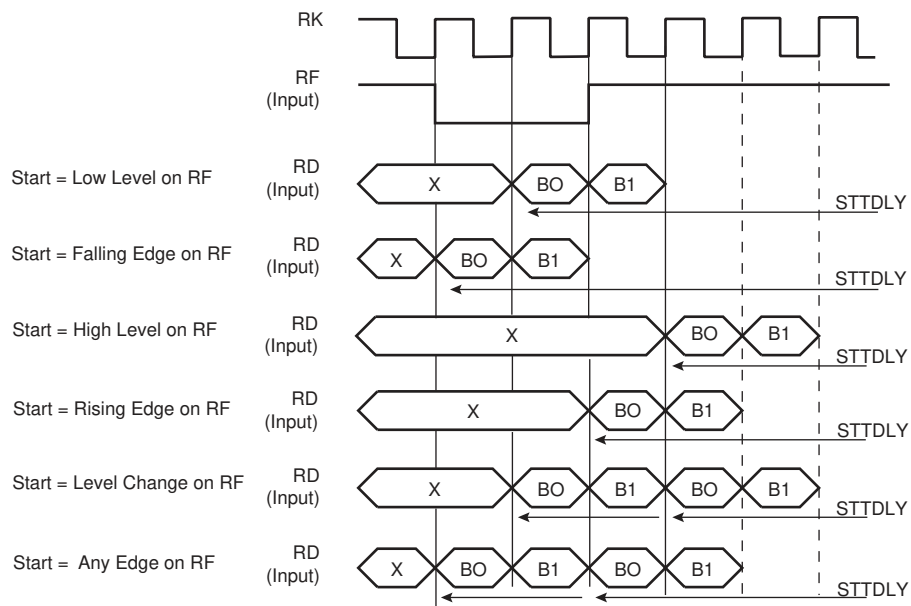 RK
RF
(Input)
Start = Low Level on RF
RD
(Input)
X
BO
B1
STTDLY
Start = Falling Edge on RF
RD
(Input)
X
BO
B1
STTDLY
Start = High Level on RF
RD
(Input)
X
BO
B1
STTDLY
Start = Rising Edge on RF
RD
(Input)
X
BO
B1
STTDLY
Start = Level Change on RF
RD
(Input)
X
BO
B1
BO
B1
STTDLY
Start = Any Edge on RF
RD
(Input)
X
BO
B1
BO
B1
STTDLY